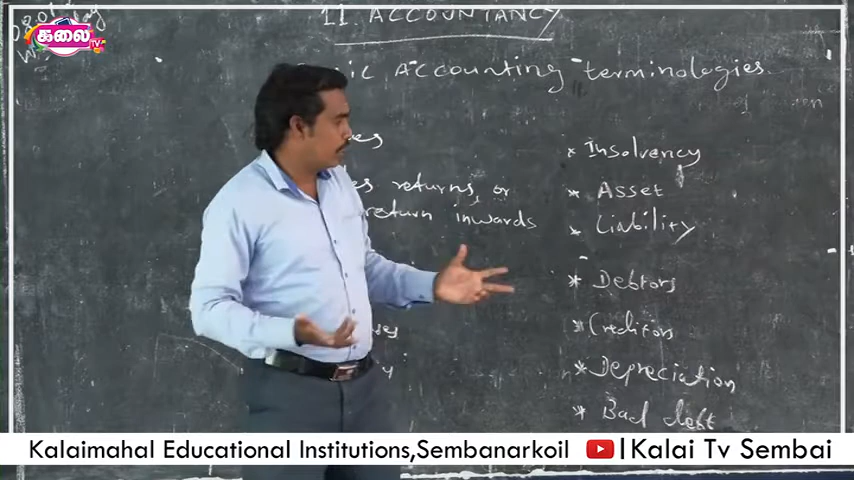 11. ACCOUNTANCY
கலை
TV
Accounting terminologies
returns or
return inwards
* Insolvency
* Asset
* Liability
* Debtors
* Creditors
* Depreciation
* Bad debt
Kalaimahal Educational Institutions,Sembanarkoil
|Kalai Tv Sembai